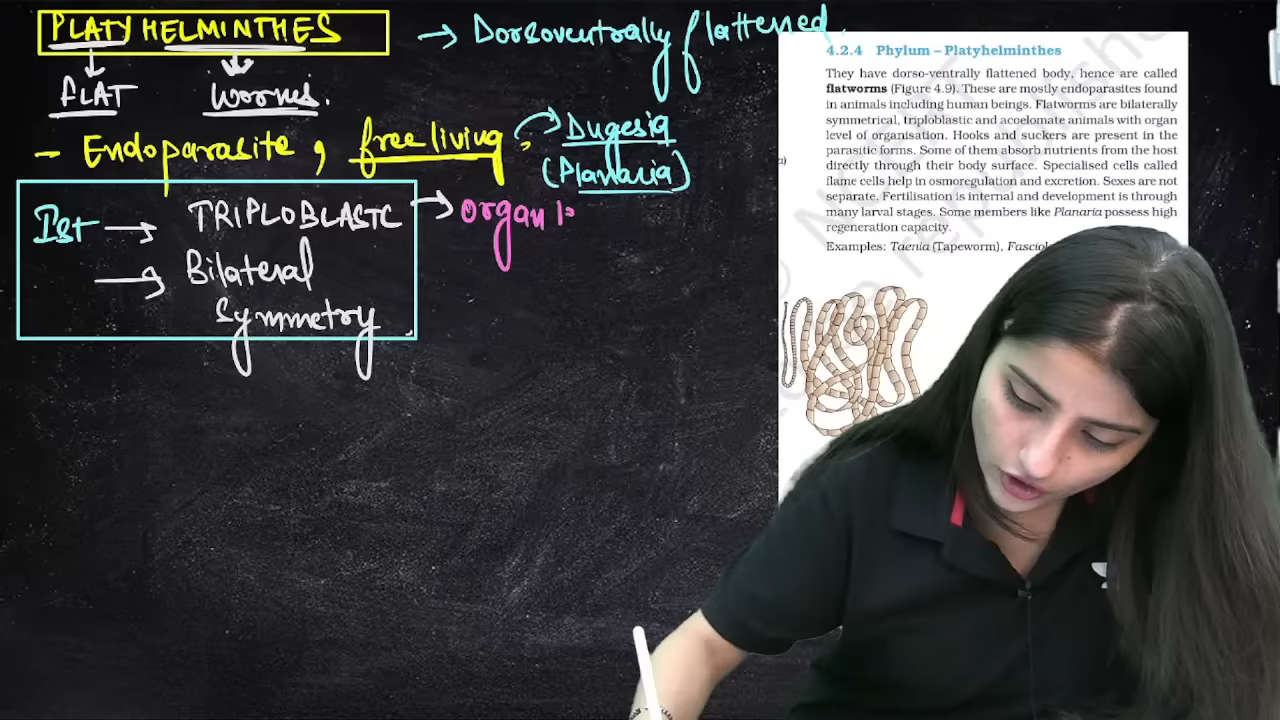 PLATYHELMINTHES → Dorsoventrally flattened.
FLAT worms.
- Endoparasite, free living, → Dugesia
(Planaria)
Ist → TRIPLOBLASTC → Organ
→ Bilateral
Symmetry
4.2.4 Phylum – Platyhelminthes
They have dorso-ventrally flattened body, hence are called
flatworms (Figure 4.9). These are mostly endoparasites found
in animals including human beings. Flatworms are bilaterally
symmetrical, triploblastic and acoelomate animals with organ
level of organisation. Hooks and suckers are present in the
parasitic forms. Some of them absorb nutrients from the host
directly through their body surface. Specialised cells called
flame cells help in osmoregulation and excretion. Sexes are not
separate. Fertilisation is internal and development is through
many larval stages. Some members like Planaria possess high
regeneration capacity.
Examples: Taenia (Tapeworm),